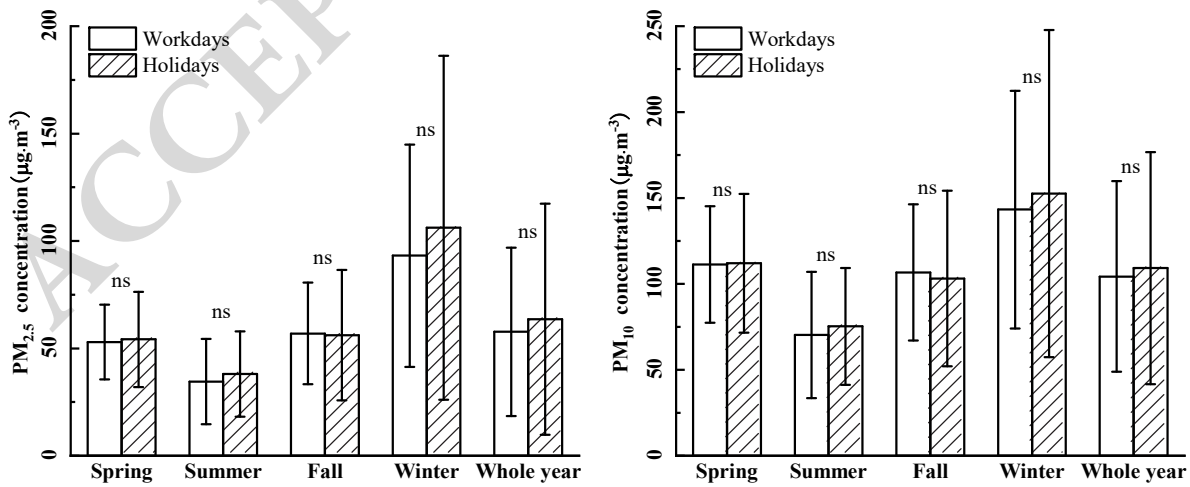 ACCEP
PM2.5 concentration (μg·m−3)
200
150
100
50
0
Workdays
Holidays
ns
ns
ns
ns
ns
Spring Summer Fall Winter Whole year
PM10 concentration (μg·m−3)
250
200
150
100
50
0
Workdays
Holidays
ns
ns
ns
ns
ns
Spring Summer Fall Winter Whole year